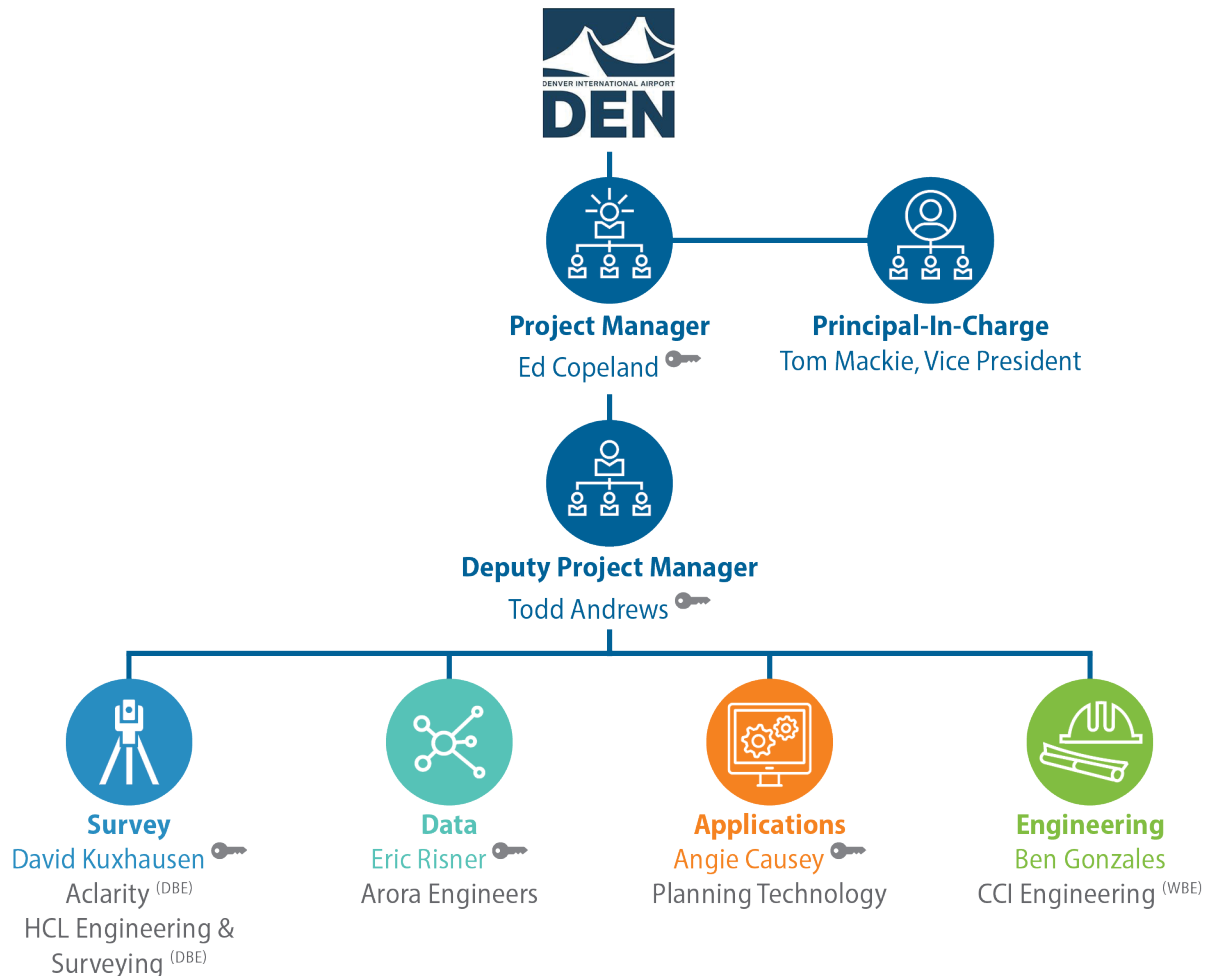 DENVER INTERNATIONAL AIRPORT
DEN
Project Manager
Ed Copeland
Principal-In-Charge
Tom Mackie, Vice President
Deputy Project Manager
Todd Andrews
Survey
David Kuxhausen
Aclarity (DBE)
HCL Engineering &
Surveying (DBE)
Data
Eric Risner
Arora Engineers
Applications
Angie Causey
Planning Technology
Engineering
Ben Gonzales
CCI Engineering (WBE)